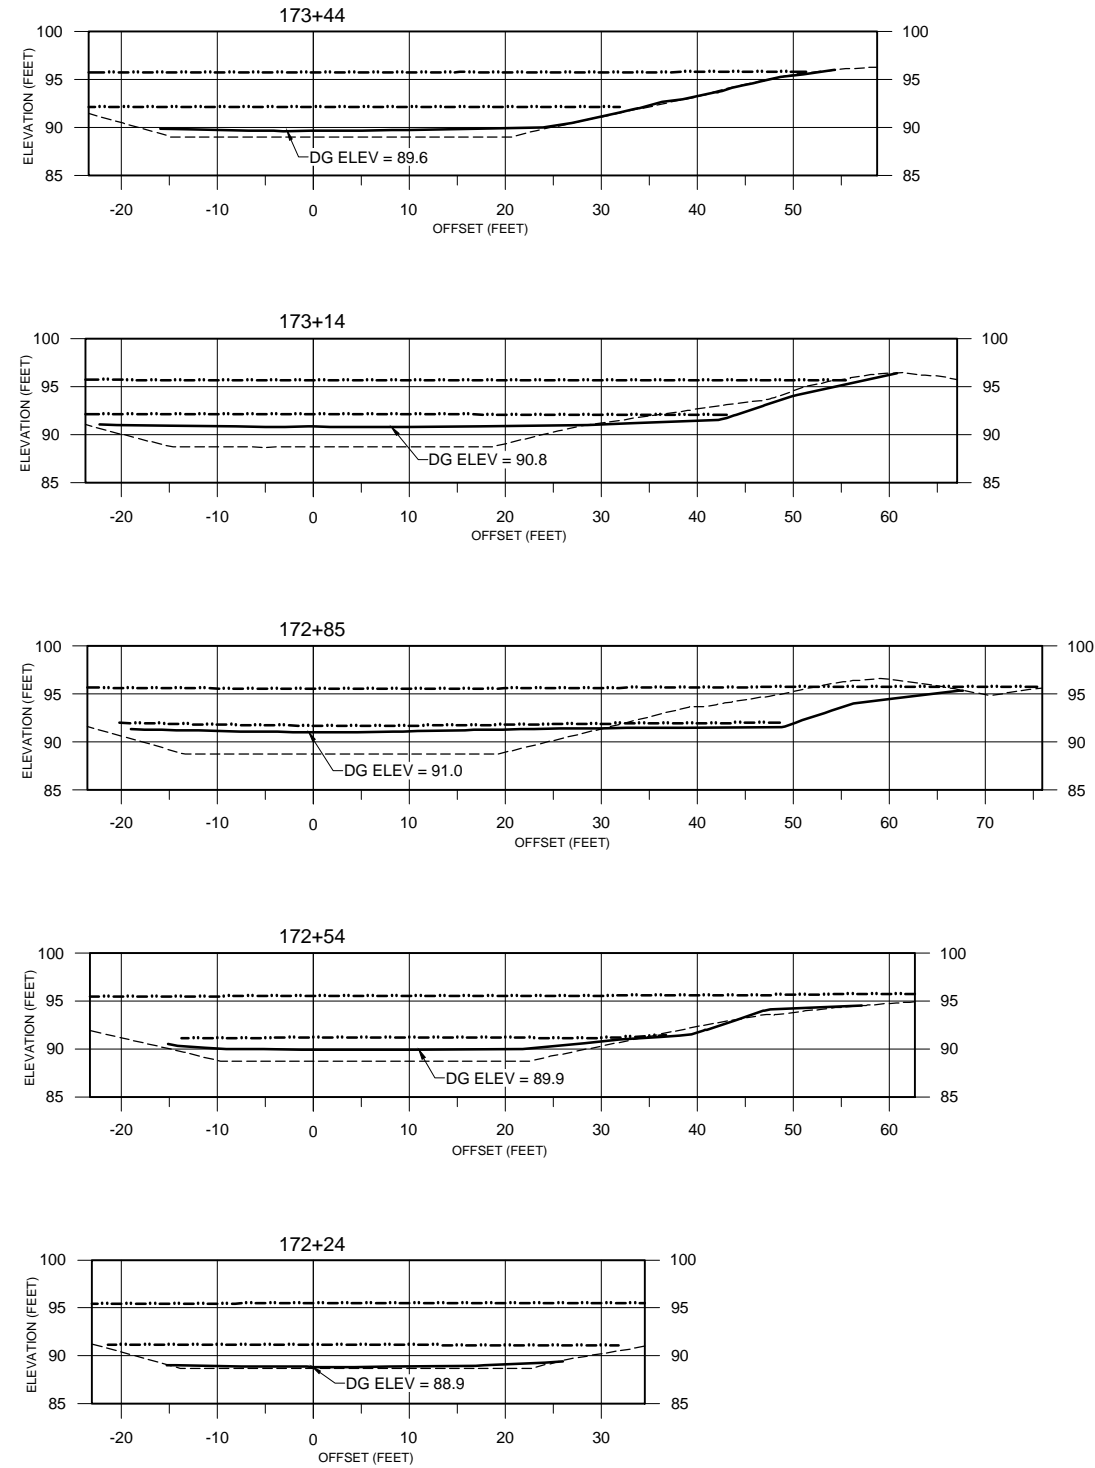 173+44
100 100
95 95
90 90
85 85
ELEVATION (FEET)
DG ELEV = 89.6
-20 -10 0 10 20 30 40 50
OFFSET (FEET)
173+14
100 100
95 95
90 90
85 85
ELEVATION (FEET)
DG ELEV = 90.8
-20 -10 0 10 20 30 40 50 60
OFFSET (FEET)
172+85
100 100
95 95
90 90
85 85
ELEVATION (FEET)
DG ELEV = 91.0
-20 -10 0 10 20 30 40 50 60 70
OFFSET (FEET)
172+54
100 100
95 95
90 90
85 85
ELEVATION (FEET)
DG ELEV = 89.9
-20 -10 0 10 20 30 40 50 60
OFFSET (FEET)
172+24
100 100
95 95
90 90
85 85
ELEVATION (FEET)
DG ELEV = 88.9
-20 -10 0 10 20 30
OFFSET (FEET)